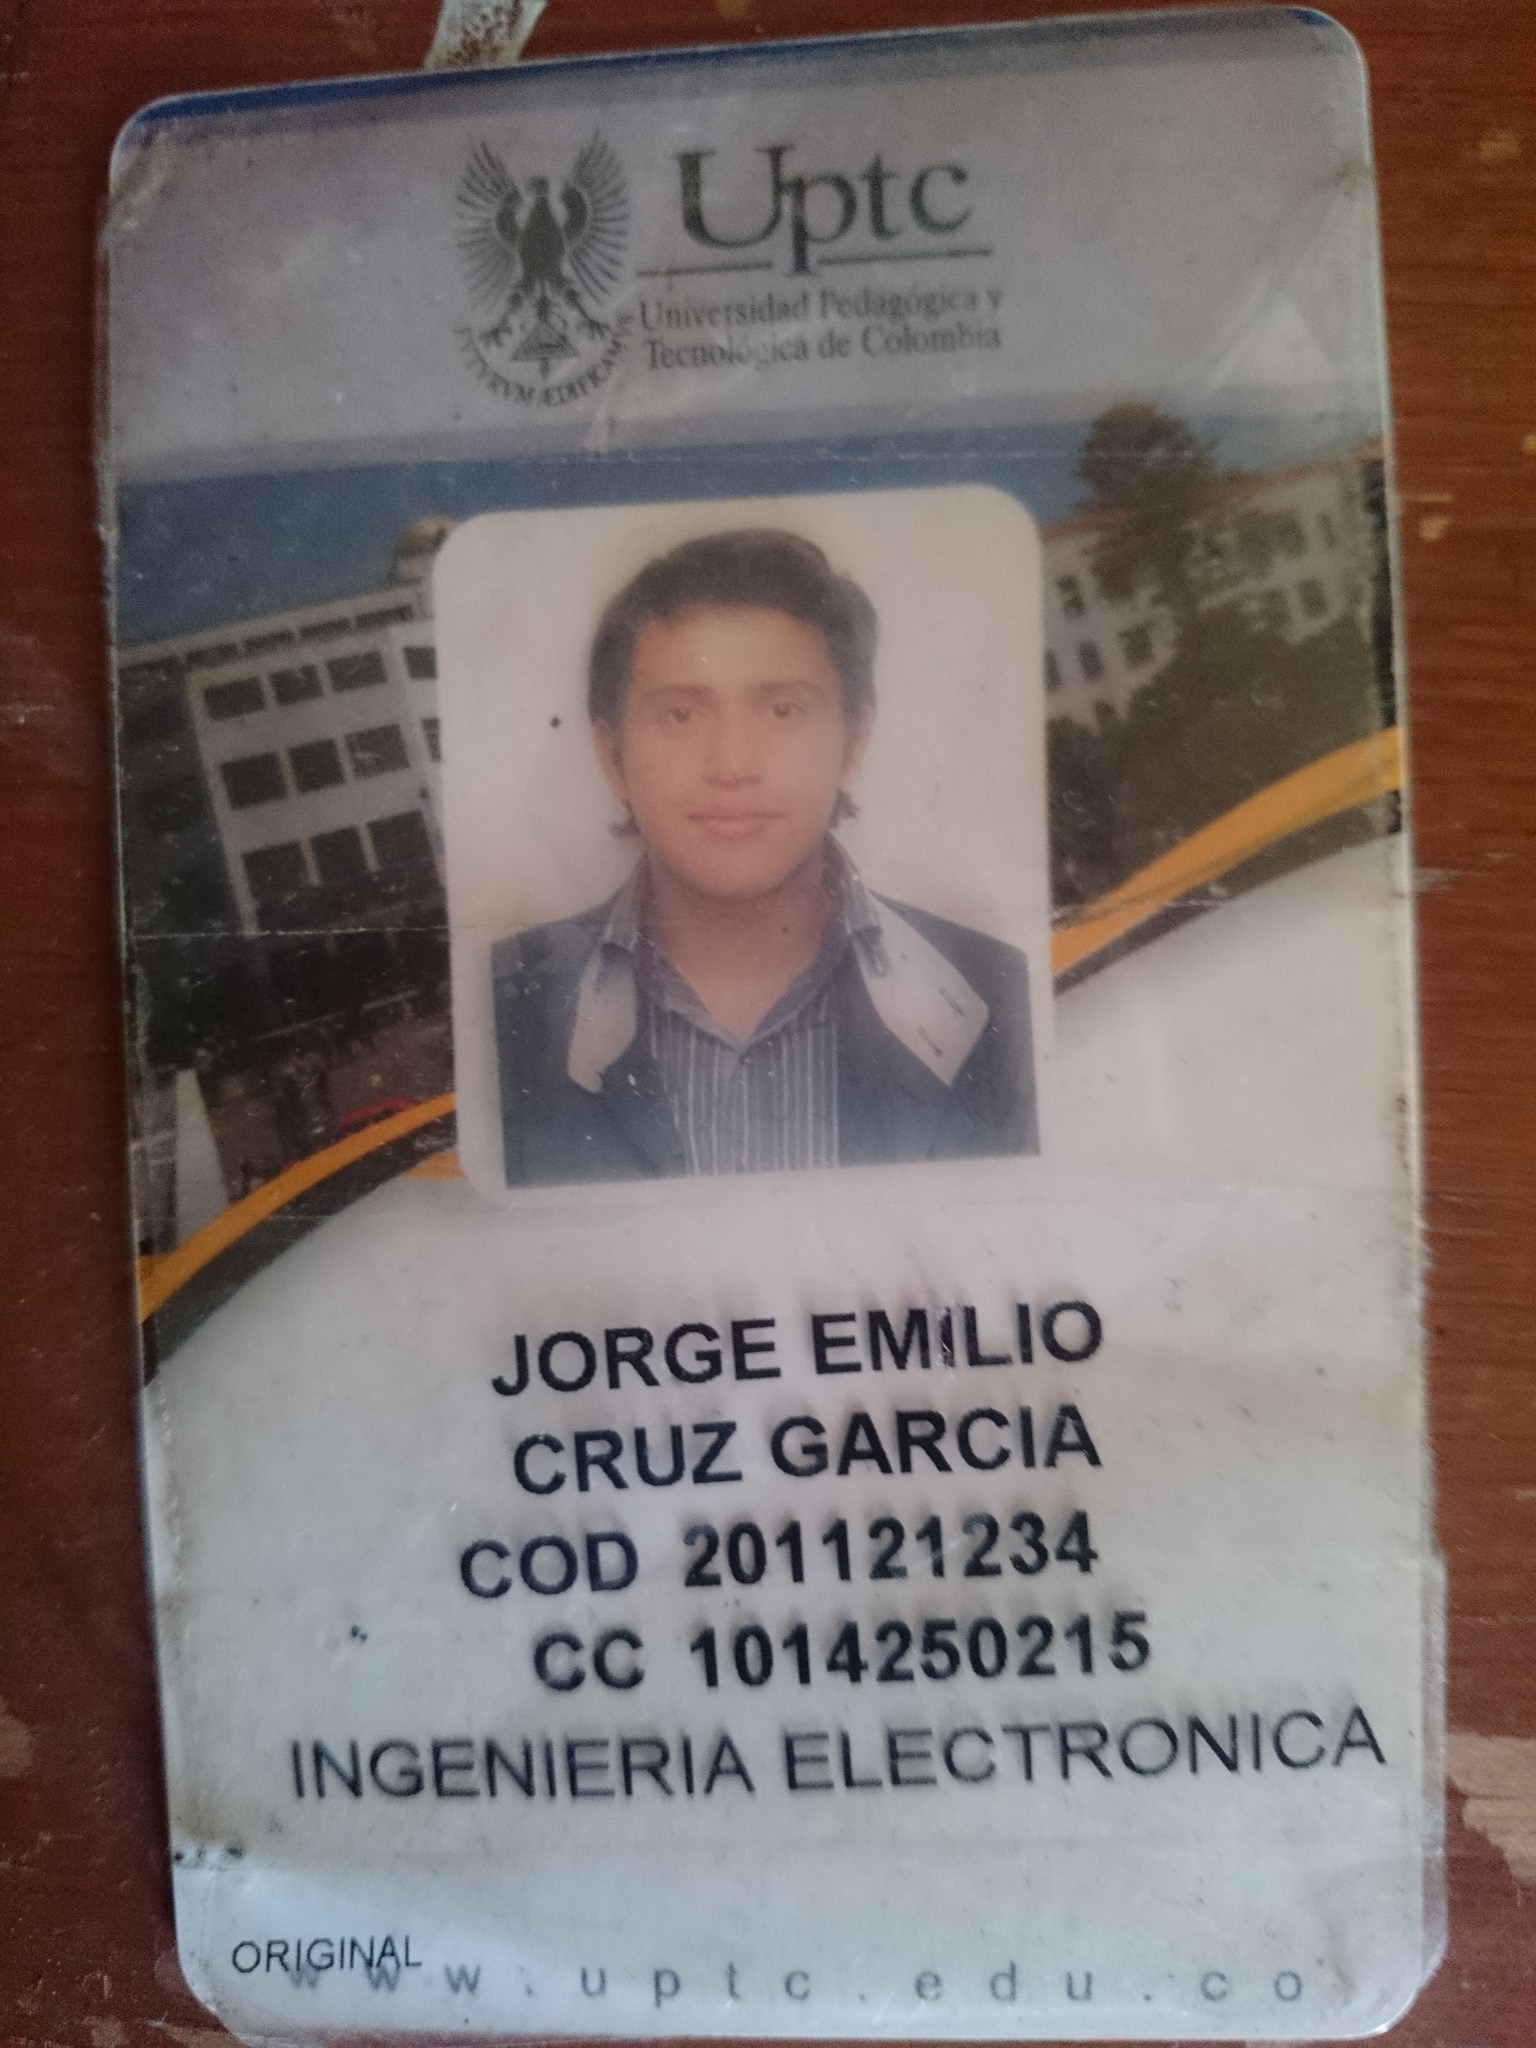 Uptc
Universidad Pedagógica y
Tecnológica de Colombia
FVTVRVM ÆDIFICAMVS
JORGE EMILIO
CRUZ GARCIA
COD 201121234
CC 1014250215
INGENIERIA ELECTRONICA
ORIGINAL
www.uptc.edu.co